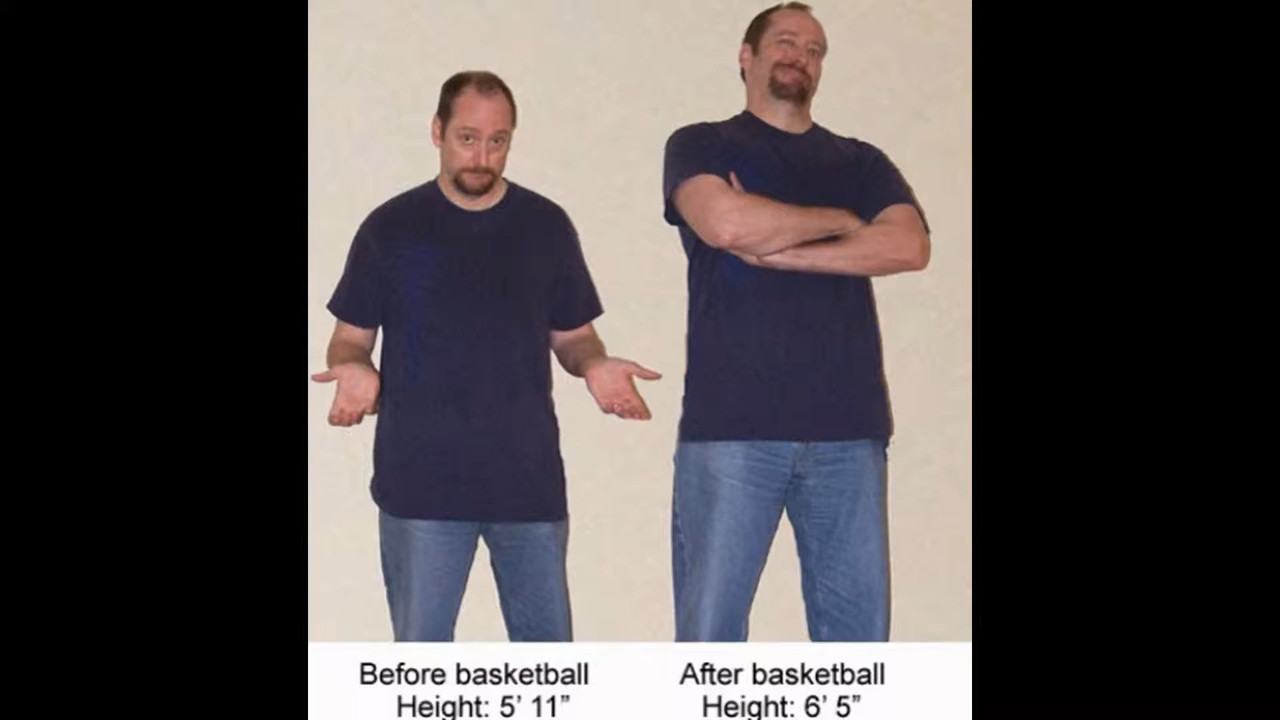 Before basketball
Height: 5’ 11”
After basketball
Height: 6’ 5”